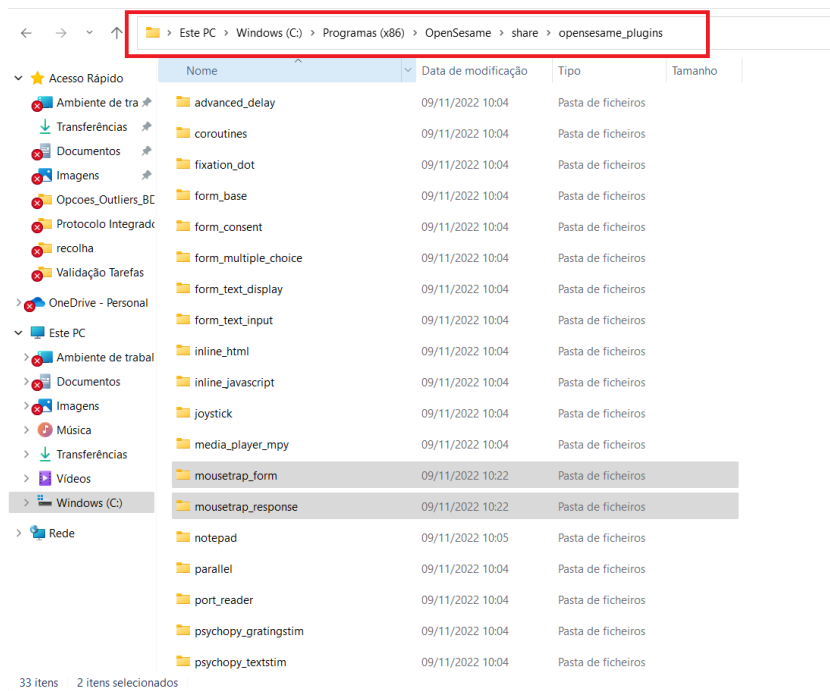 Este PC > Windows (C:) > Programas (x86) > OpenSesame > share > opensesame_plugins
Nome Data de modificação Tipo Tamanho
Acesso Rápido
Ambiente de tra
Transferências
Documentos
Imagens
Opcoes_Outliers_BD
Protocolo Integrado
recolha
Validação Tarefas
OneDrive - Personal
Este PC
Ambiente de trabal
Documentos
Imagens
Música
Transferências
Vídeos
Windows (C:)
Rede
advanced_delay 09/11/2022 10:04 Pasta de ficheiros
coroutines 09/11/2022 10:04 Pasta de ficheiros
fixation_dot 09/11/2022 10:04 Pasta de ficheiros
form_base 09/11/2022 10:04 Pasta de ficheiros
form_consent 09/11/2022 10:04 Pasta de ficheiros
form_multiple_choice 09/11/2022 10:04 Pasta de ficheiros
form_text_display 09/11/2022 10:04 Pasta de ficheiros
form_text_input 09/11/2022 10:04 Pasta de ficheiros
inline_html 09/11/2022 10:04 Pasta de ficheiros
inline_javascript 09/11/2022 10:04 Pasta de ficheiros
joystick 09/11/2022 10:04 Pasta de ficheiros
media_player_mpy 09/11/2022 10:04 Pasta de ficheiros
mousetrap_form 09/11/2022 10:22 Pasta de ficheiros
mousetrap_response 09/11/2022 10:22 Pasta de ficheiros
notepad 09/11/2022 10:05 Pasta de ficheiros
parallel 09/11/2022 10:04 Pasta de ficheiros
port_reader 09/11/2022 10:04 Pasta de ficheiros
psychopy_gratingstim 09/11/2022 10:04 Pasta de ficheiros
psychopy_textstim 09/11/2022 10:04 Pasta de ficheiros
33 itens 2 itens selecionados